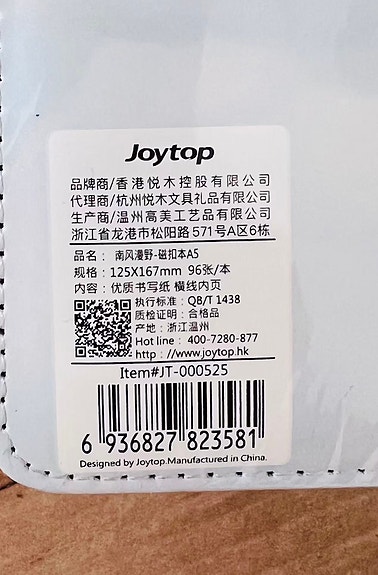 Joytop
品牌商/香港悦木控股有限公司
代理商/杭州悦木文具礼品有限公司
生产商/温州高美工艺品有限公司
浙江省龙港市松阳路571号A区6栋
品名： 南风漫野-磁扣本A5
规格：125X167mm 96张/本
内容：优质书写纸 横线内页
执行标准：QB/T 1438
质检证明：合格品
产地：浙江温州
Hot line： 400-7280-877
http：//www.joytop.hk
Item#JT-000525
6 936827 823581
Designed by Joytop.Manufactured in China.